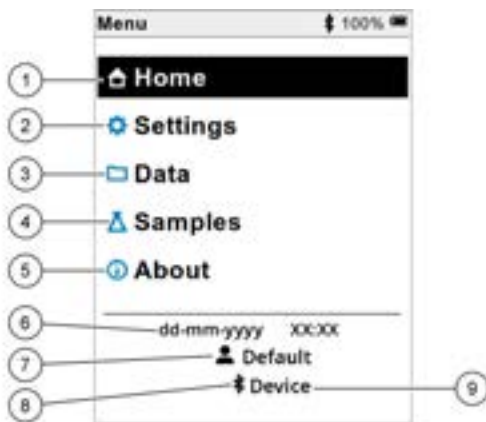 Menu 100%
1 Home
2 Settings
3 Data
4 Samples
5 About
6 dd-mm-yyyy XX:XX
7 Default
8 Device 9